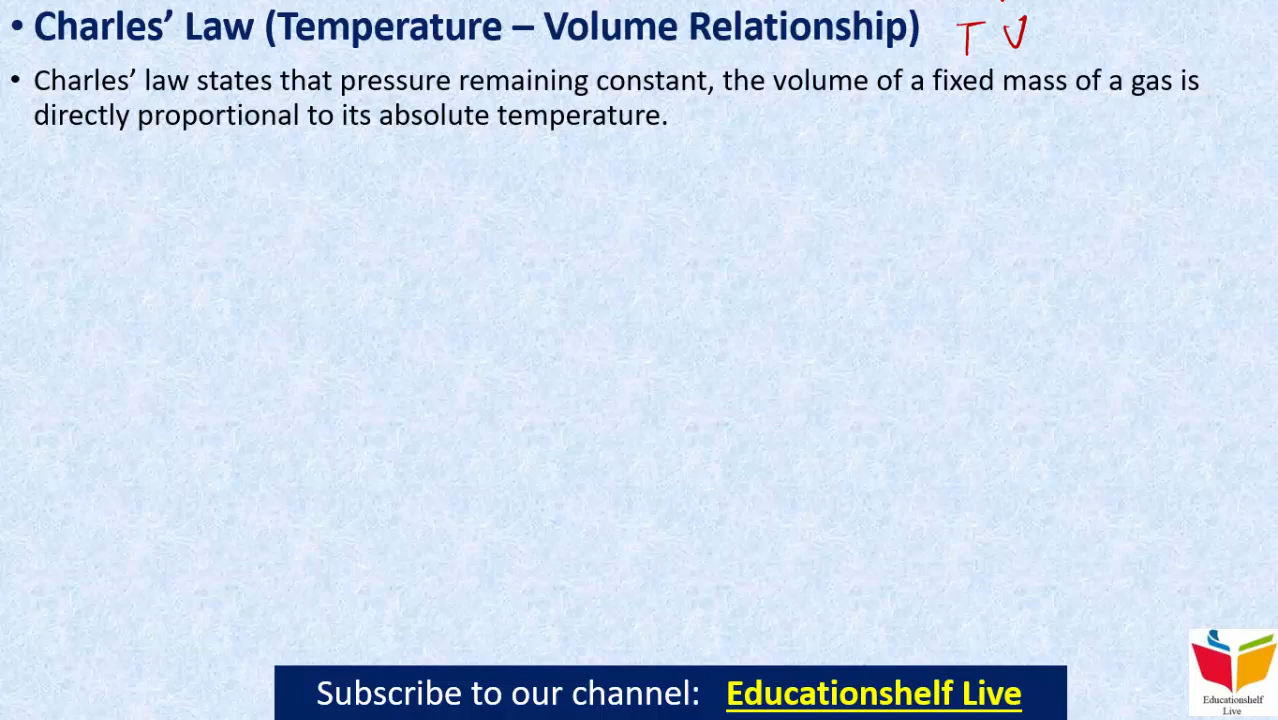 • Charles’ Law (Temperature – Volume Relationship) T V
• Charles’ law states that pressure remaining constant, the volume of a fixed mass of a gas is
directly proportional to its absolute temperature.
Subscribe to our channel: Educationshelf Live
Educationshelf
Live